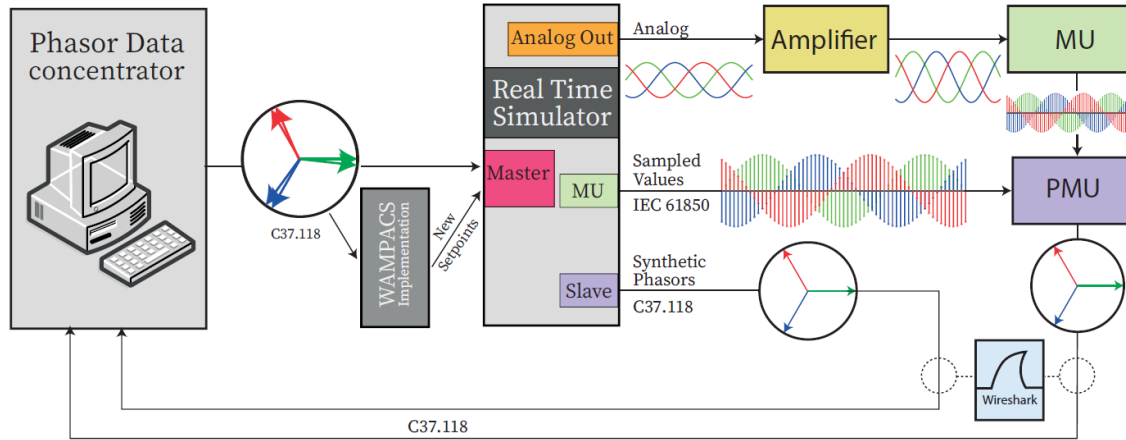 Phasor Data
concentrator
C37.118
WAMPACS
Implementation
New
Setpoints
Analog Out
Real Time
Simulator
Master
MU
Slave
Analog
Amplifier
MU
Sampled
Values
IEC 61850
PMU
Synthetic
Phasors
C37.118
Wireshark
C37.118